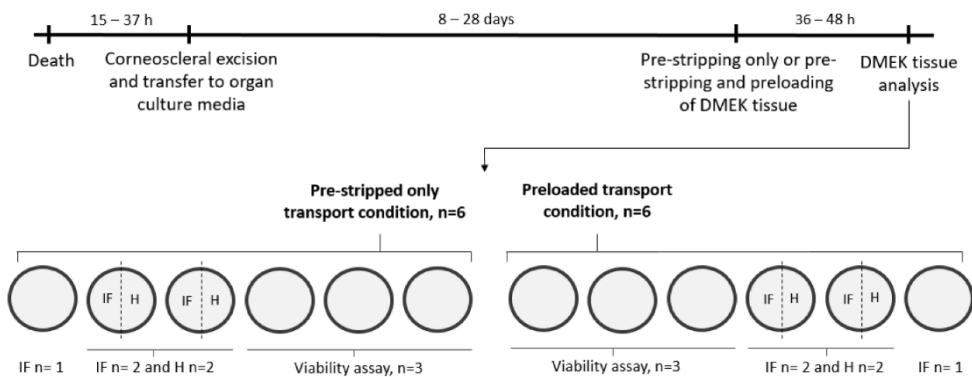 15 – 37 h
8 – 28 days
36 – 48 h
Death
Corneoscleral excision
and transfer to organ
culture media
Pre-stripping only or pre-
stripping and preloading
of DMEK tissue
DMEK tissue
analysis
Pre-stripped only
transport condition, n=6
Preloaded transport
condition, n=6
IF H
IF H
IF H
IF H
IF n= 1
IF n= 2 and H n=2
Viability assay, n=3
Viability assay, n=3
IF n= 2 and H n=2
IF n= 1